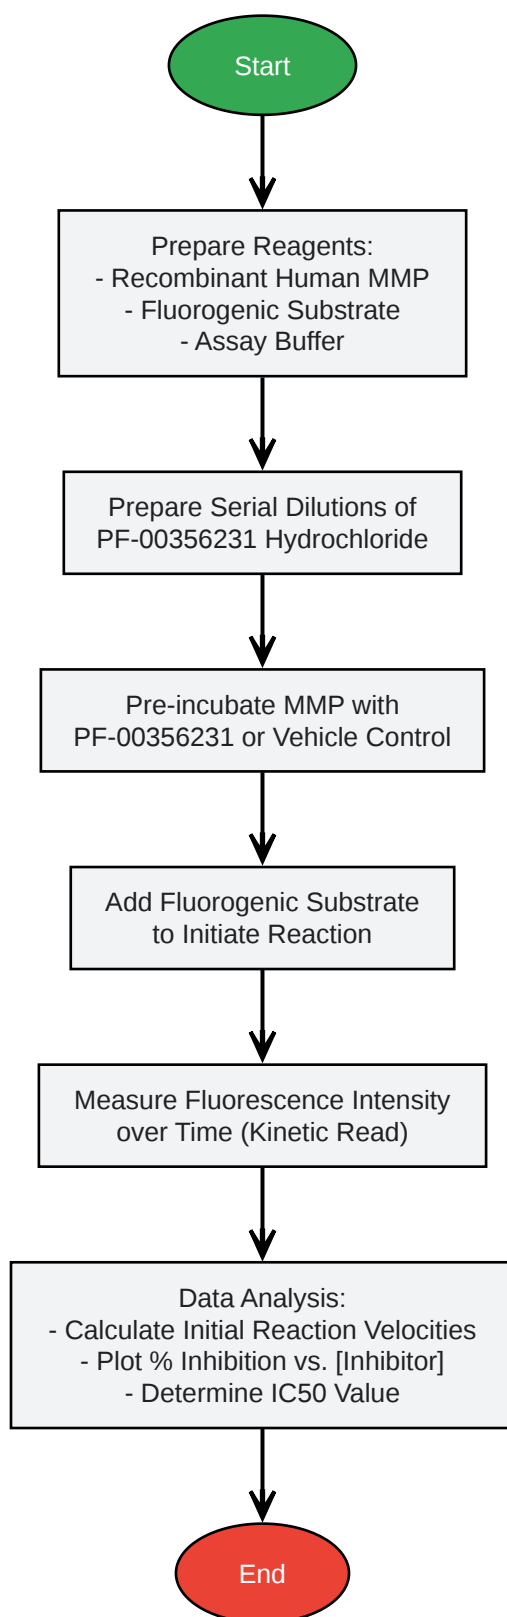 Start
Prepare Reagents:
- Recombinant Human MMP
- Fluorogenic Substrate
- Assay Buffer
Prepare Serial Dilutions of
PF-00356231 Hydrochloride
Pre-incubate MMP with
PF-00356231 or Vehicle Control
Add Fluorogenic Substrate
to Initiate Reaction
Measure Fluorescence Intensity
over Time (Kinetic Read)
Data Analysis:
- Calculate Initial Reaction Velocities
- Plot % Inhibition vs. [Inhibitor]
- Determine IC50 Value
End